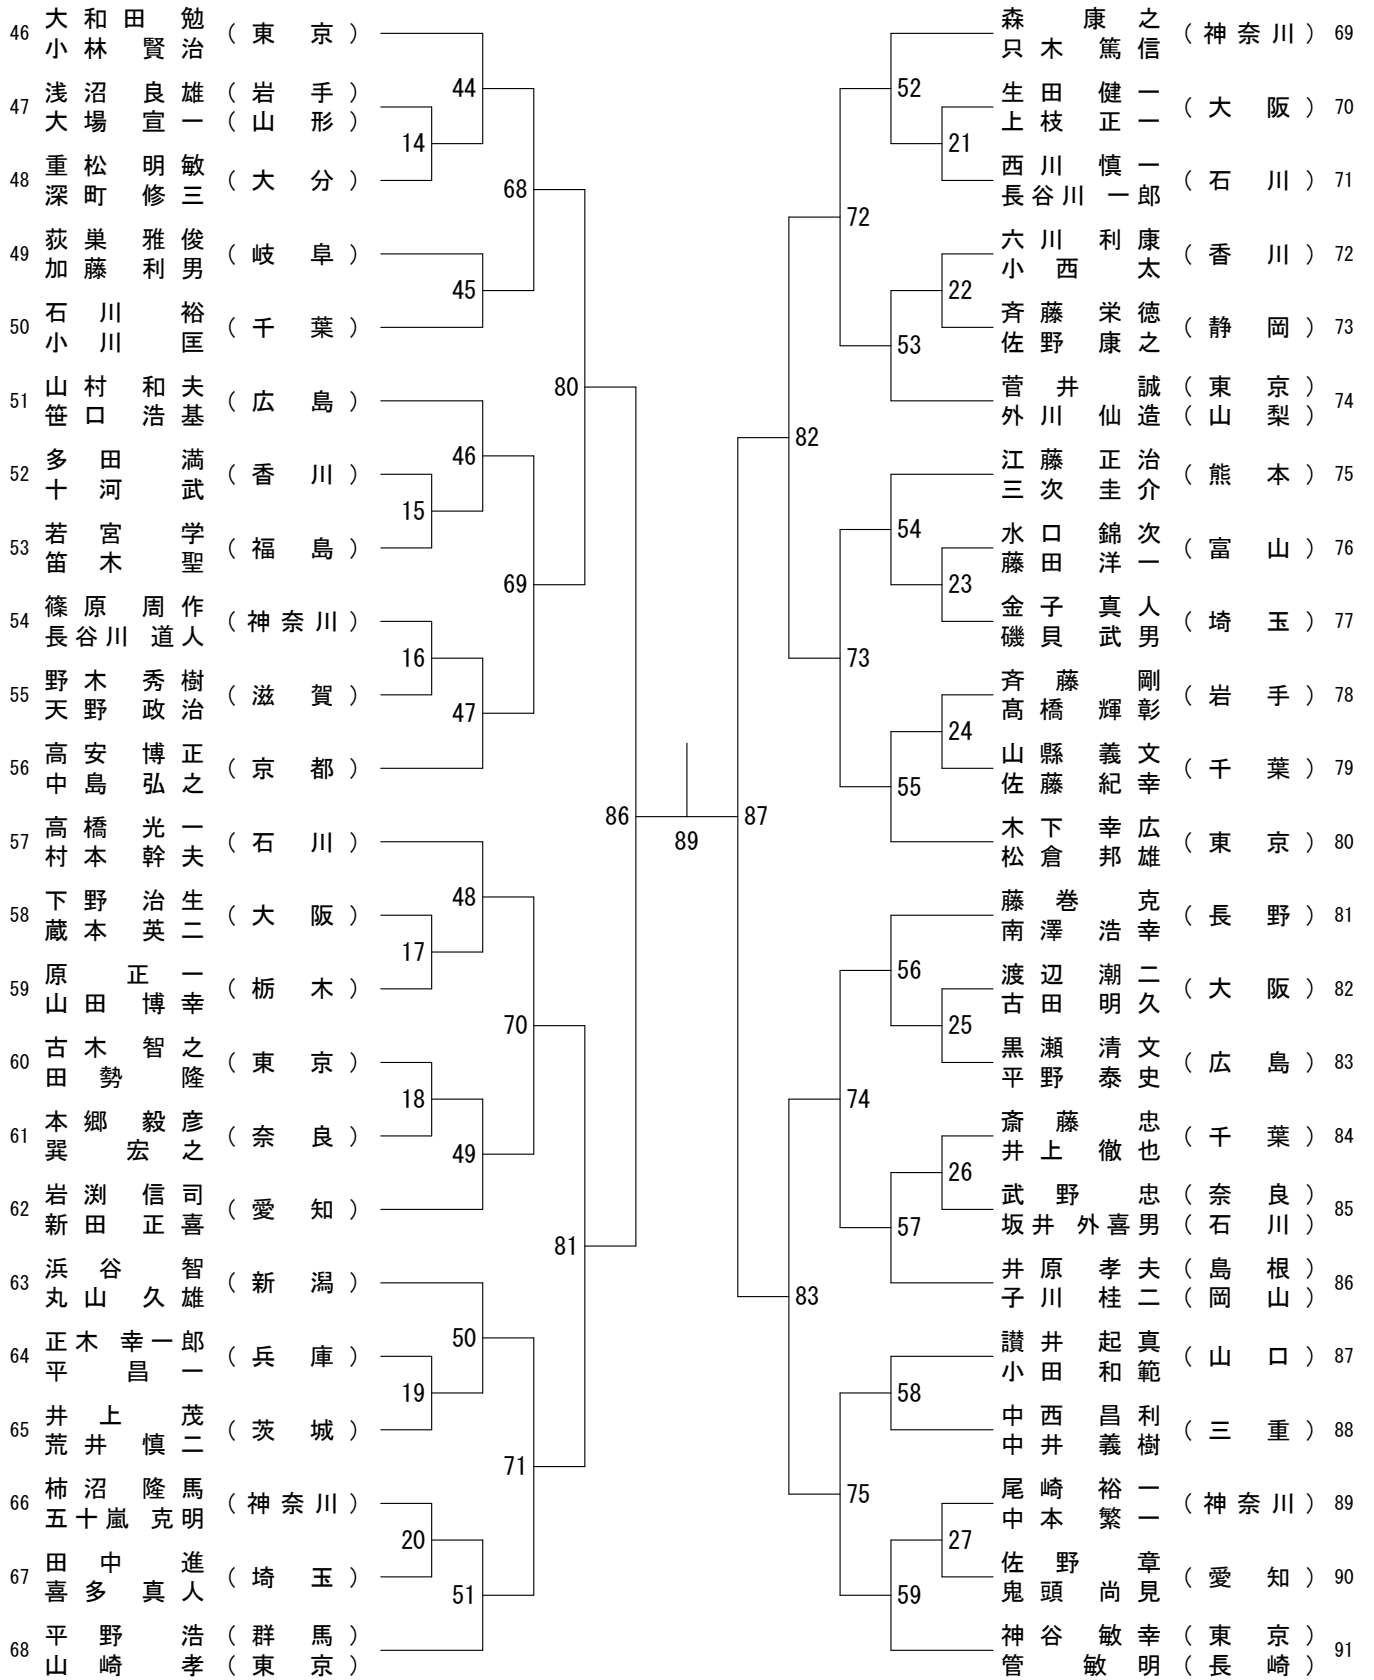 46 大和田 勉 (東 京)
小林 賢治
47 浅沼 良雄 (岩 手)
大場 宣一 (山 形)
48 重松 明敏 (大 分)
深町 修三
49 荻巣 雅俊 (岐 阜)
加藤 利男
50 石川 裕 (千 葉)
小川 匡
51 山村 和夫 (広 島)
笹口 浩基
52 多田 満 (香 川)
十河 武
53 若宮 学 (福 島)
笛木 聖
54 篠原 周作 (神奈川)
長谷川 道人
55 野木 秀樹 (滋 賀)
天野 政治
56 高安 博正 (京 都)
中島 弘之
57 高橋 光一 (石 川)
村本 幹夫
58 下野 治生 (大 阪)
蔵本 英二
59 原 正一 (栃 木)
山田 博幸
60 古木 智之 (東 京)
田勢 隆
61 本郷 毅彦 (奈 良)
巽 宏之
62 岩渕 信司 (愛 知)
新田 正喜
63 浜谷 智 (新 潟)
丸山 久雄
64 正木 幸一郎 (兵 庫)
平 昌一
65 井上 茂 (茨 城)
荒井 慎二
66 柿沼 隆馬 (神奈川)
五十嵐 克明
67 田中 進 (埼 玉)
喜多 真人
68 平野 浩 (群 馬)
山崎 孝 (東 京)
44
14
68
45
80
46
15
69
16
47
86
48
17
70
18
49
81
50
19
71
20
51
89
87
52
21
72
22
53
82
54
23
73
24
55
56
25
74
26
57
83
58
75
27
59
森 康之 (神奈川) 69
只木 篤信
生田 健一 (大 阪) 70
上枝 正一
西川 慎一 (石 川) 71
長谷川 一郎
六川 利康 (香 川) 72
小西 太
斉藤 栄徳 (静 岡) 73
佐野 康之
菅井 誠 (東 京) 74
外川 仙造 (山 梨)
江藤 正治 (熊 本) 75
三次 圭介
水口 錦次 (富 山) 76
藤田 洋一
金子 真人 (埼 玉) 77
磯貝 武男
斉藤 剛 (岩 手) 78
髙橋 輝彰
山縣 義文 (千 葉) 79
佐藤 紀幸
木下 幸広 (東 京) 80
松倉 邦雄
藤巻 克 (長 野) 81
南澤 浩幸
渡辺 潮二 (大 阪) 82
古田 明久
黒瀬 清文 (広 島) 83
平野 泰史
斎藤 忠 (千 葉) 84
井上 徹也
武野 忠 (奈 良) 85
坂井 外喜男 (石 川)
井原 孝夫 (島 根) 86
子川 桂二 (岡 山)
讃井 起真 (山 口) 87
小田 和範
中西 昌利 (三 重) 88
中井 義樹
尾崎 裕一 (神奈川) 89
中本 繁一
佐野 章 (愛 知) 90
鬼頭 尚見
神谷 敏幸 (東 京) 91
管 敏明 (長 崎)